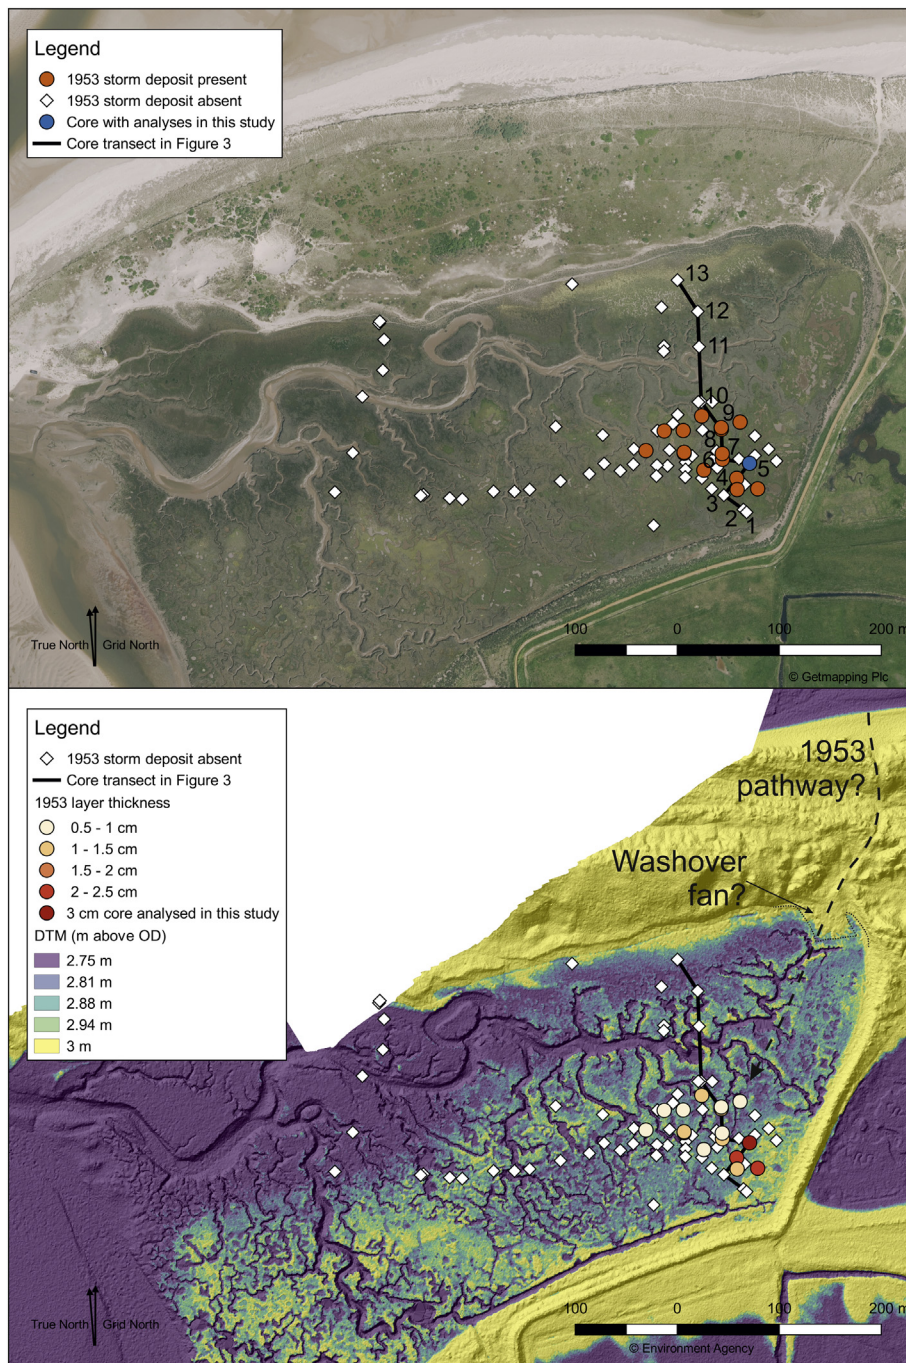 Legend
1953 storm deposit present
1953 storm deposit absent
Core with analyses in this study
Core transect in Figure 3
13
12
11
10
9
8
7
6
5
4
3
2
1
True North
Grid North
100 0 100 200 m
© Getmapping Plc
Legend
1953 storm deposit absent
Core transect in Figure 3
1953 layer thickness
0.5 - 1 cm
1 - 1.5 cm
1.5 - 2 cm
2 - 2.5 cm
3 cm core analysed in this study
DTM (m above OD)
2.75 m
2.81 m
2.88 m
2.94 m
3 m
1953
pathway?
Washover
fan?
True North
Grid North
100 0 100 200 m
© Environment Agency